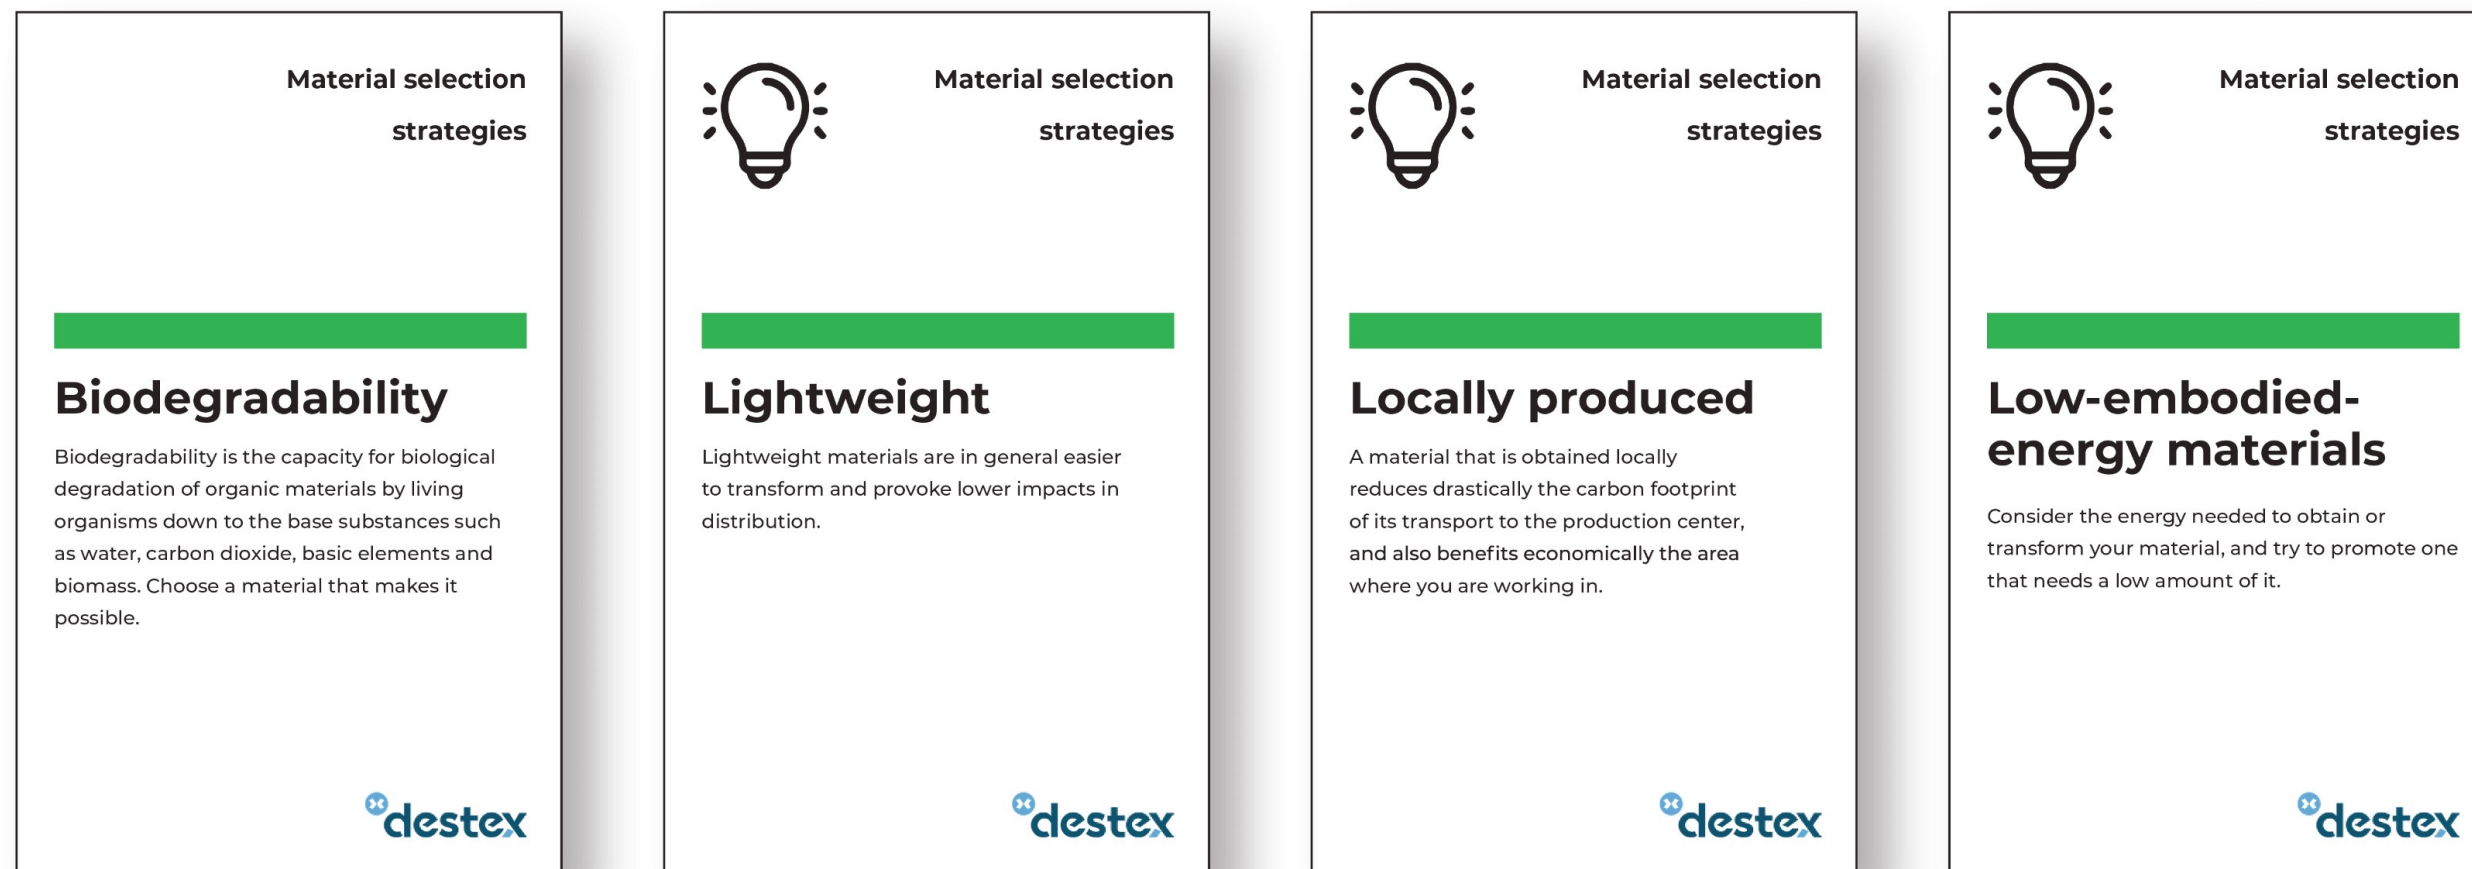 Material selection
strategies
Biodegradability
Biodegradability is the capacity for biological
degradation of organic materials by living
organisms down to the base substances such
as water, carbon dioxide, basic elements and
biomass. Choose a material that makes it
possible.
destex
Material selection
strategies
Lightweight
Lightweight materials are in general easier
to transform and provoke lower impacts in
distribution.
destex
Material selection
strategies
Locally produced
A material that is obtained locally
reduces drastically the carbon footprint
of its transport to the production center,
and also benefits economically the area
where you are working in.
destex
Material selection
strategies
Low-embodied-
energy materials
Consider the energy needed to obtain or
transform your material, and try to promote one
that needs a low amount of it.
destex